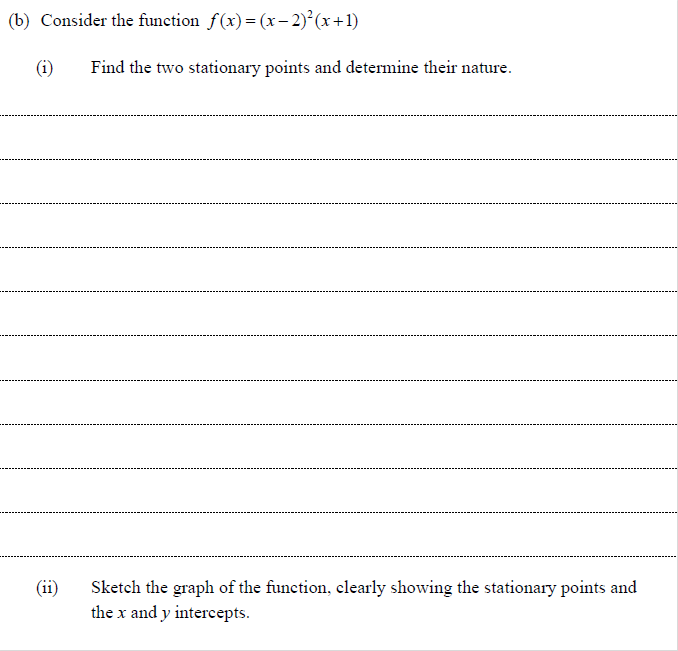 (b) Consider the function f(x) = (x − 2)²(x + 1)
(i) Find the two stationary points and determine their nature.
(ii) Sketch the graph of the function, clearly showing the stationary points and
the x and y intercepts.